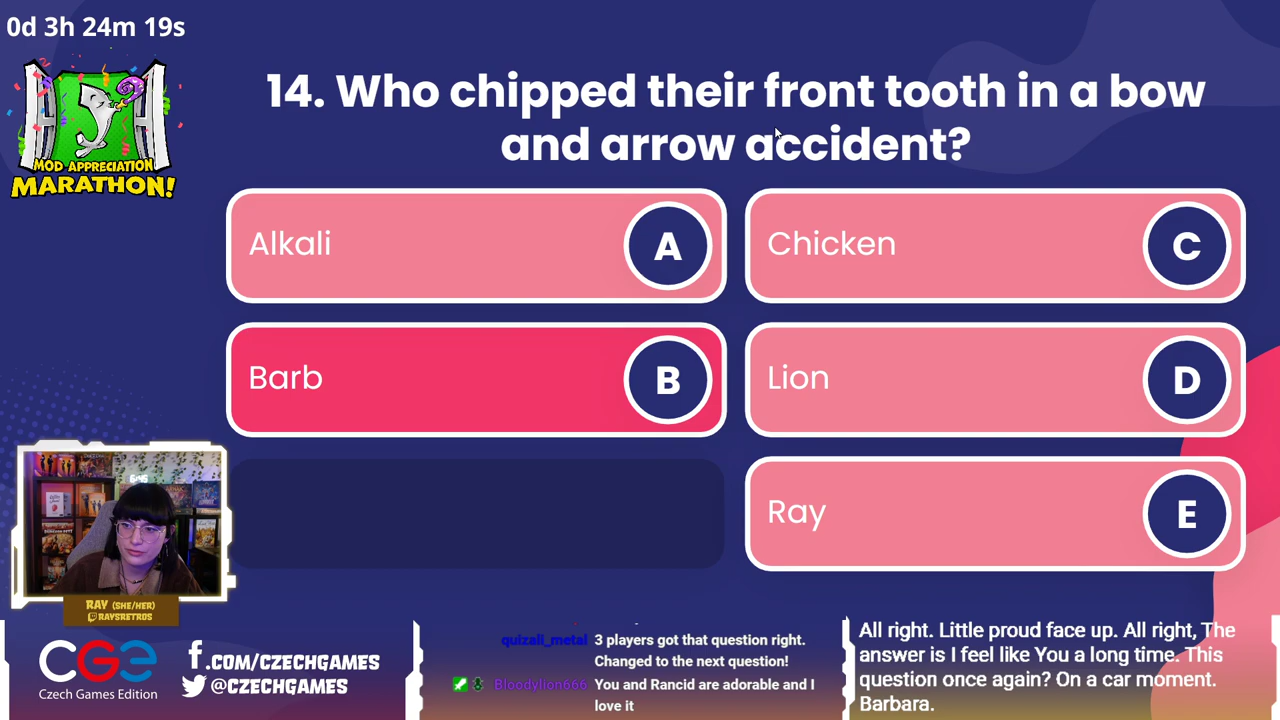 0d 3h 24m 19s
MOD APPRECIATION
MARATHON!
14. Who chipped their front tooth in a bow
and arrow accident?
Alkali
A
Chicken
C
Barb
B
Lion
D
Ray
E
RAY (SHE/HER)
RAYSRETROS
CGE
Czech Games Edition
f.COM/CZECHGAMES
@CZECHGAMES
quizali_metal 3 players got that question right.
Changed to the next question!
Bloodylion666 You and Rancid are adorable and I
love it
All right. Little proud face up. All right, The
answer is I feel like You a long time. This
question once again? On a car moment.
Barbara.